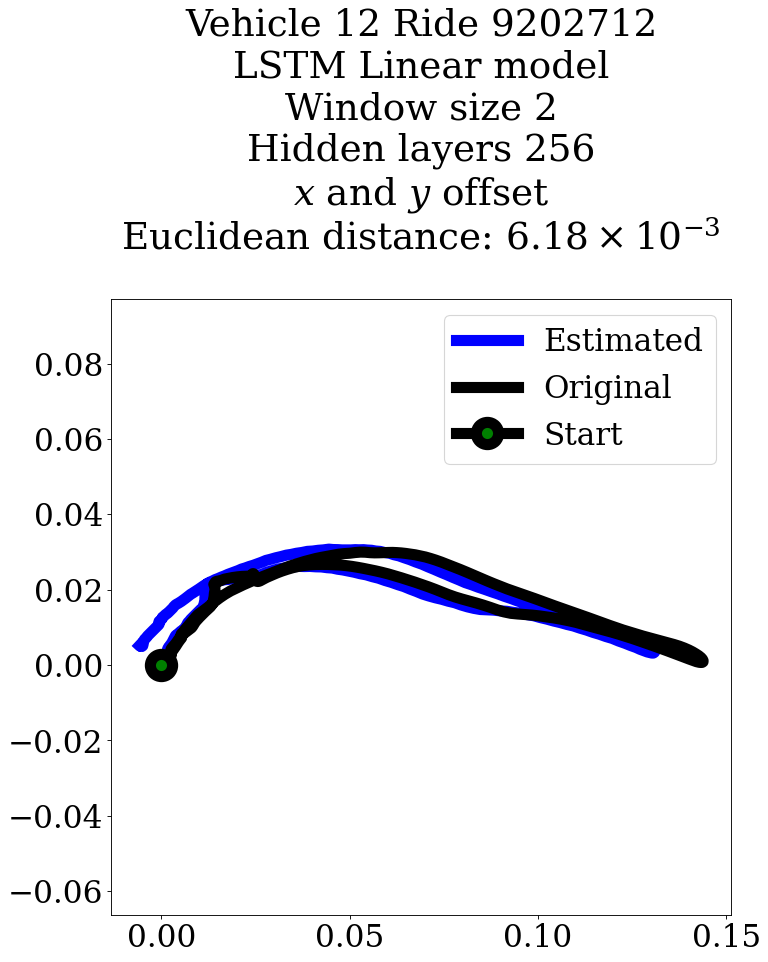 Vehicle 12 Ride 9202712
LSTM Linear model
Window size 2
Hidden layers 256
x and y offset
Euclidean distance: 6.18 × 10⁻³
Estimated
Original
Start
0.08
0.06
0.04
0.02
0.00
−0.02
−0.04
−0.06
0.00 0.05 0.10 0.15